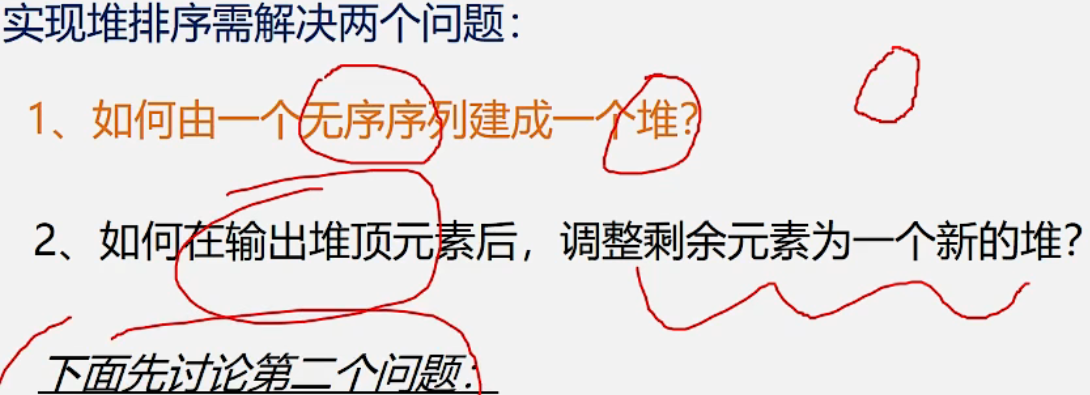 实现堆排序需解决两个问题：
1、如何由一个无序序列建成一个堆？
2、如何在输出堆顶元素后，调整剩余元素为一个新的堆？
下面先讨论第二个问题：